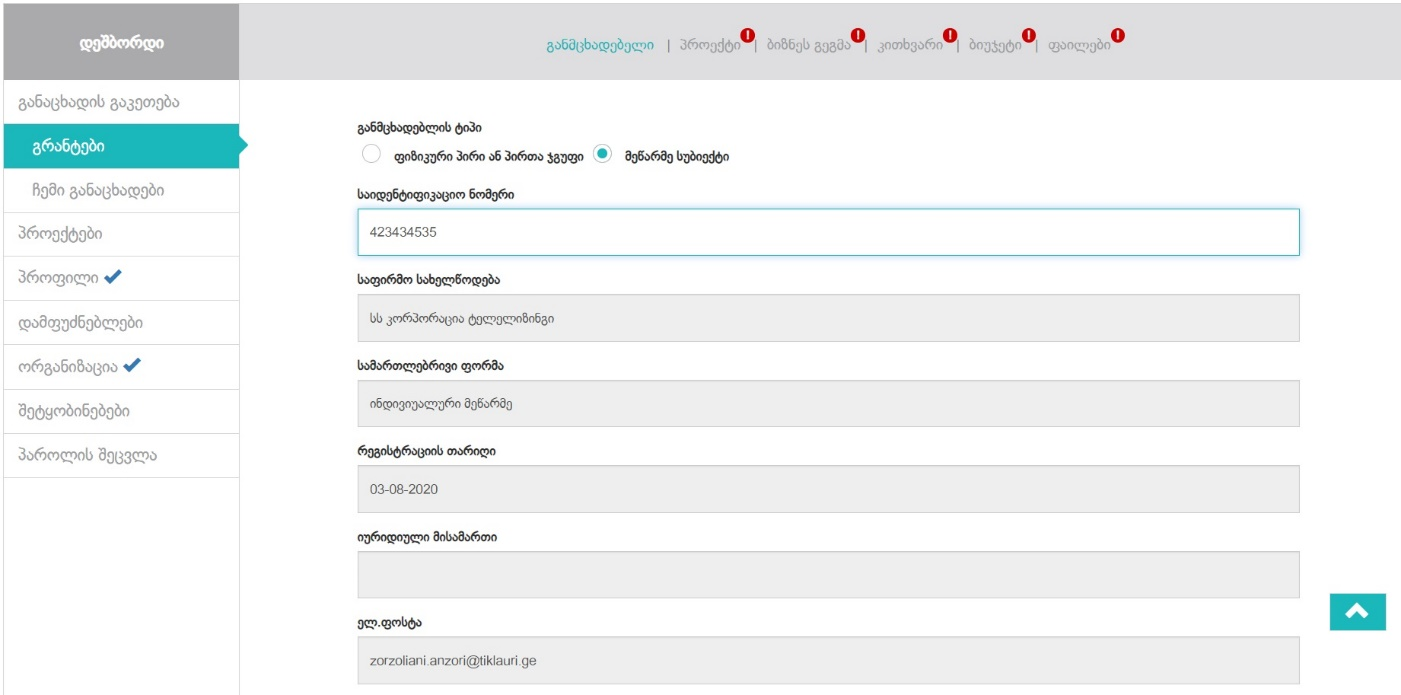 დეშბორდი
განმცხადებელი | პროექტი ! | ბიზნეს გეგმა ! | კითხვარი ! | ბიუჯეტი ! | ფაილები !
განაცხადის გაკეთება
გრანტები
ჩემი განაცხადები
პროექტები
პროფილი
დამფუძნებლები
ორგანიზაცია
შეტყობინებები
პაროლის შეცვლა
განმცხადებლის ტიპი
ფიზიკური პირი ან პირთა ჯგუფი მეწარმე სუბიექტი
საიდენტიფიკაციო ნომერი
423434535
საფირმო სახელწოდება
სს კორპორაცია ტელელიზინგი
სამართლებრივი ფორმა
ინდივიუალური მეწარმე
რეგისტრაციის თარიღი
03-08-2020
იურიდიული მისამართი
ელ.ფოსტა
zorzoliani.anzori@tiklauri.ge